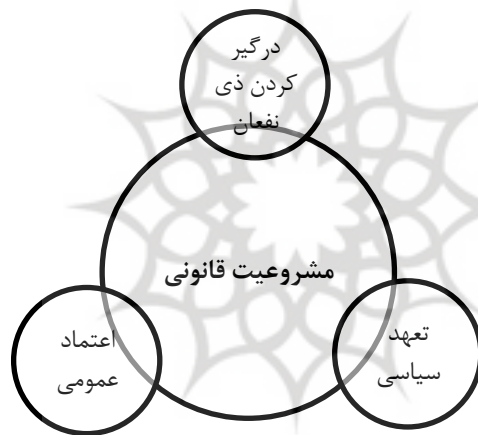 درگیر
کردن ذی
نفعان
مشروعیت قانونی
تعهد
سیاسی
اعتماد
عمومی